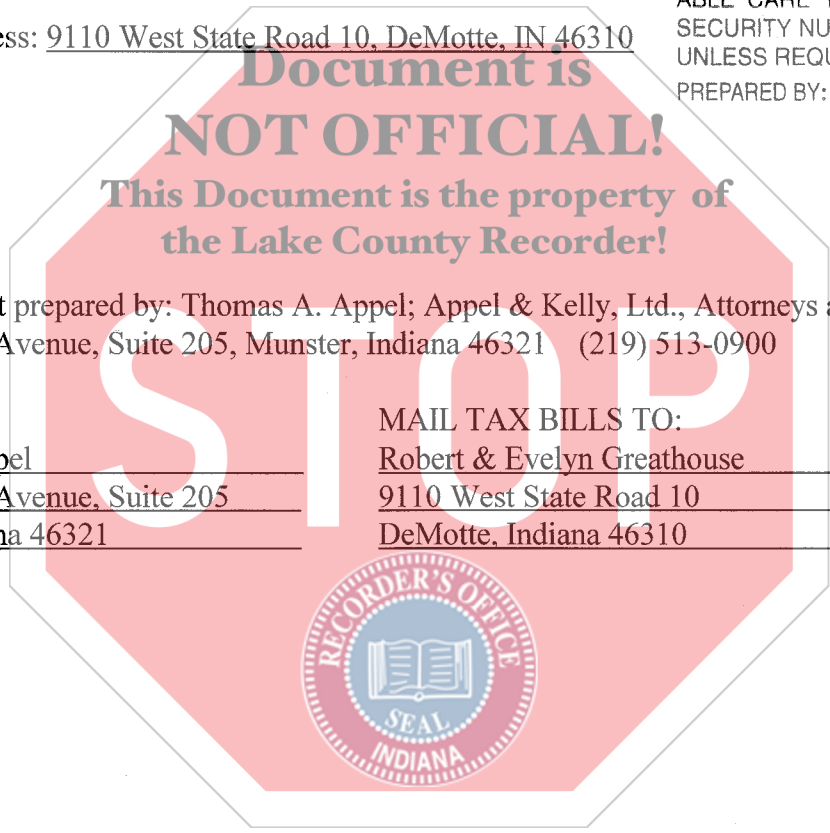 ABLE CARE
ess: 9110 West State Road 10, DeMotte, IN 46310
SECURITY NU
UNLESS REQU
PREPARED BY:
Document is
NOT OFFICIAL!
This Document is the property of
the Lake County Recorder!
t prepared by: Thomas A. Appel; Appel & Kelly, Ltd., Attorneys a
Avenue, Suite 205, Munster, Indiana 46321 (219) 513-0900
STOP
MAIL TAX BILLS TO:
pel
Robert & Evelyn Greathouse
Avenue, Suite 205
9110 West State Road 10
na 46321
DeMotte, Indiana 46310
RECORDER'S OFFICE
SEAL
INDIANA